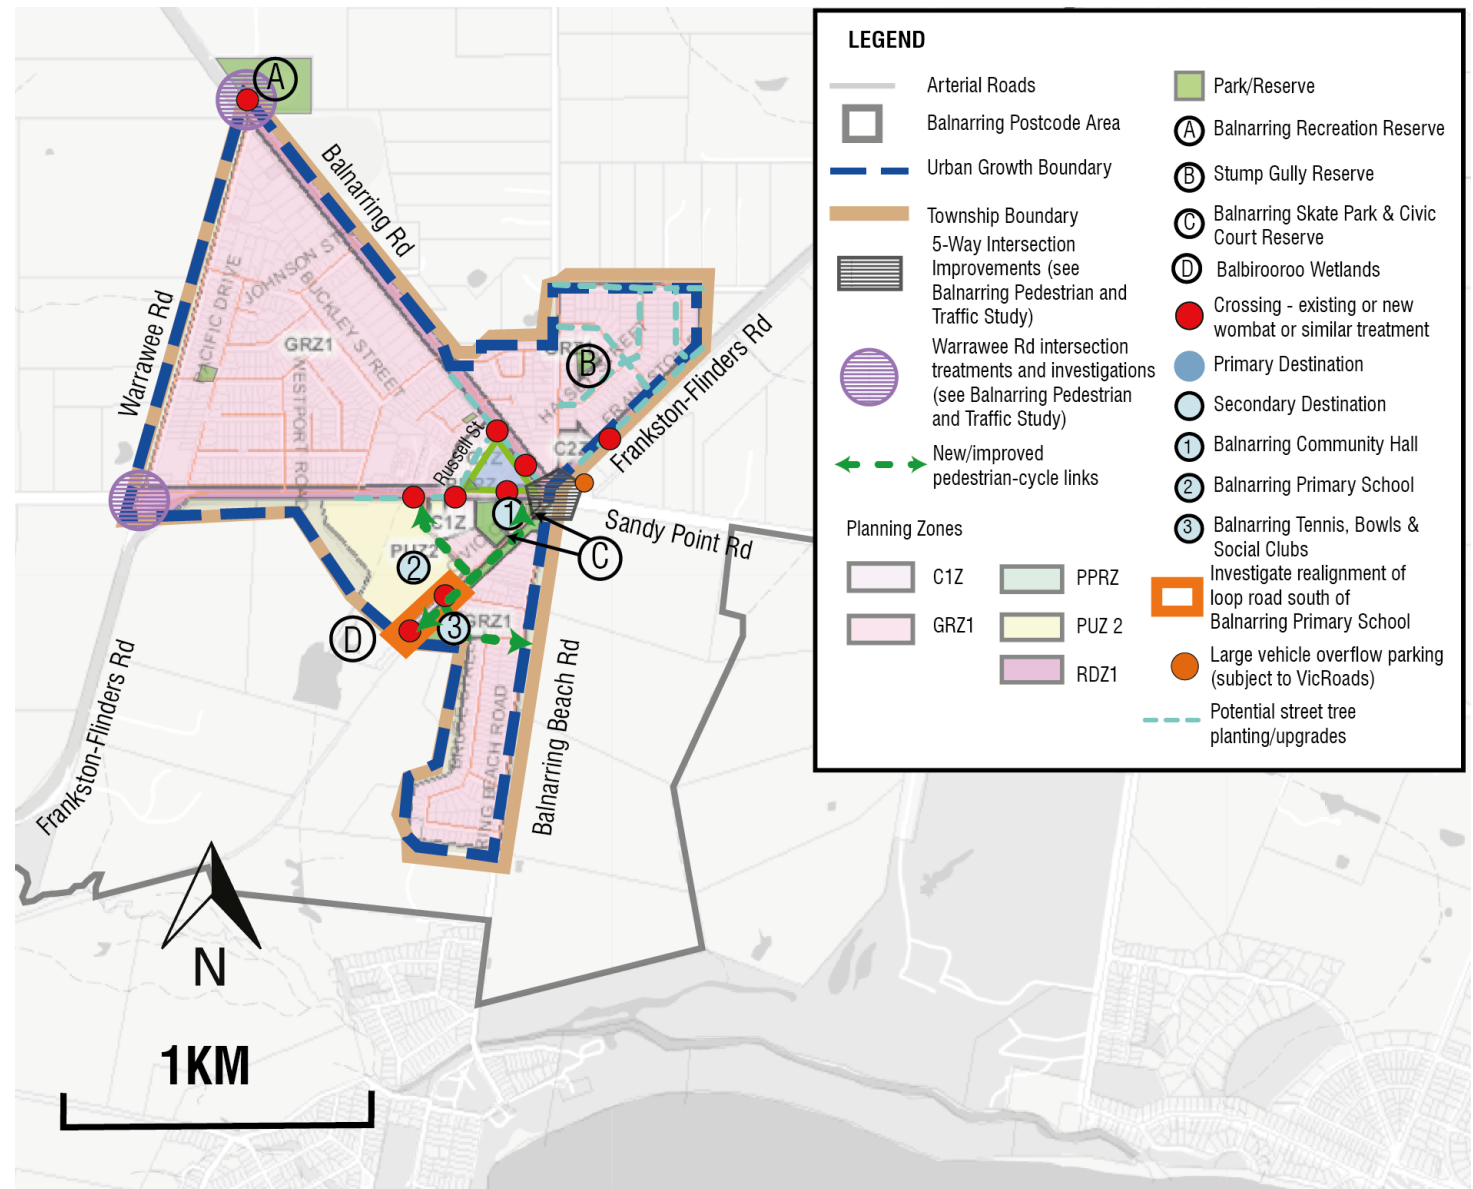 LEGEND
Arterial Roads
Balnarring Postcode Area
Urban Growth Boundary
Township Boundary
5-Way Intersection
Improvements (see
Balnarring Pedestrian and
Traffic Study)
Warrawee Rd intersection
treatments and investigations
(see Balnarring Pedestrian
and Traffic Study)
New/improved
pedestrian-cycle links
Planning Zones
C1Z
GRZ1
PPRZ
PUZ 2
RDZ1
Park/Reserve
A Balnarring Recreation Reserve
B Stump Gully Reserve
C Balnarring Skate Park & Civic
Court Reserve
D Balbirooroo Wetlands
Crossing - existing or new
wombat or similar treatment
Primary Destination
Secondary Destination
1 Balnarring Community Hall
2 Balnarring Primary School
3 Balnarring Tennis, Bowls &
Social Clubs
Investigate realignment of
loop road south of
Balnarring Primary School
Large vehicle overflow parking
(subject to VicRoads)
Potential street tree
planting/upgrades
A
Balnarring Rd
JOHNSON ST
BUCKLEY STREET
PACIFIC DRIVE
Warrawee Rd
GRZ1
WESTPORT ROAD
B
Frankston-Flinders Rd
C2Z
Russell St
1
C1Z
Sandy Point Rd
C
PUZ2
2
3
GRZ1
D
Balnarring Beach Rd
RING BEACH ROAD
Frankston-Flinders Rd
N
1KM